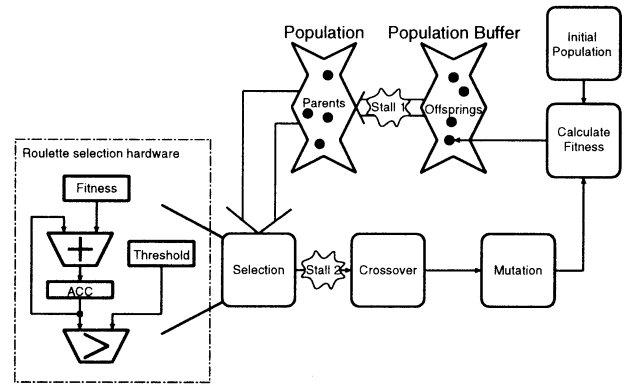 Population
Population Buffer
Initial
Population
Parents
Stall 1
Offsprings
Calculate
Fitness
Roulette selection hardware
Fitness
+
Threshold
ACC
>
Selection
Stall 2
Crossover
Mutation